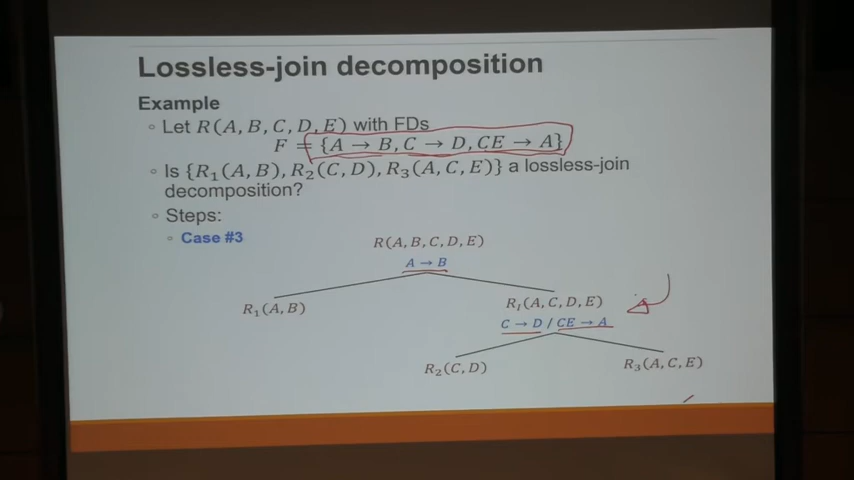 Lossless-join decomposition
Example
◦ Let R(A, B, C, D, E) with FDs
F = {A → B, C → D, CE → A}
◦ Is {R₁(A, B), R₂(C, D), R₃(A, C, E)} a lossless-join
decomposition?
◦ Steps:
◦ Case #3
R(A, B, C, D, E)
A → B
R₁(A, B)
R_I(A, C, D, E)
C → D / CE → A
R₂(C, D)
R₃(A, C, E)